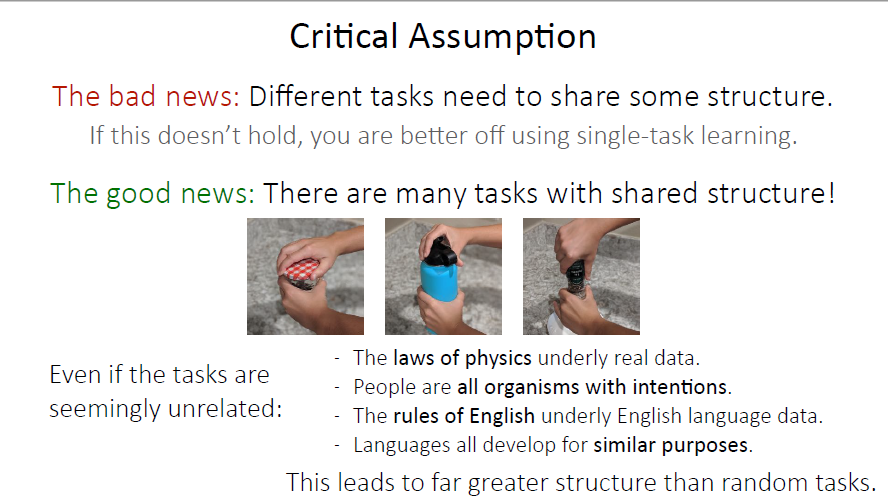 Critical Assumption
The bad news: Different tasks need to share some structure.
If this doesn’t hold, you are better off using single-task learning.
The good news: There are many tasks with shared structure!
Even if the tasks are
seemingly unrelated:
- The laws of physics underly real data.
- People are all organisms with intentions.
- The rules of English underly English language data.
- Languages all develop for similar purposes.
This leads to far greater structure than random tasks.